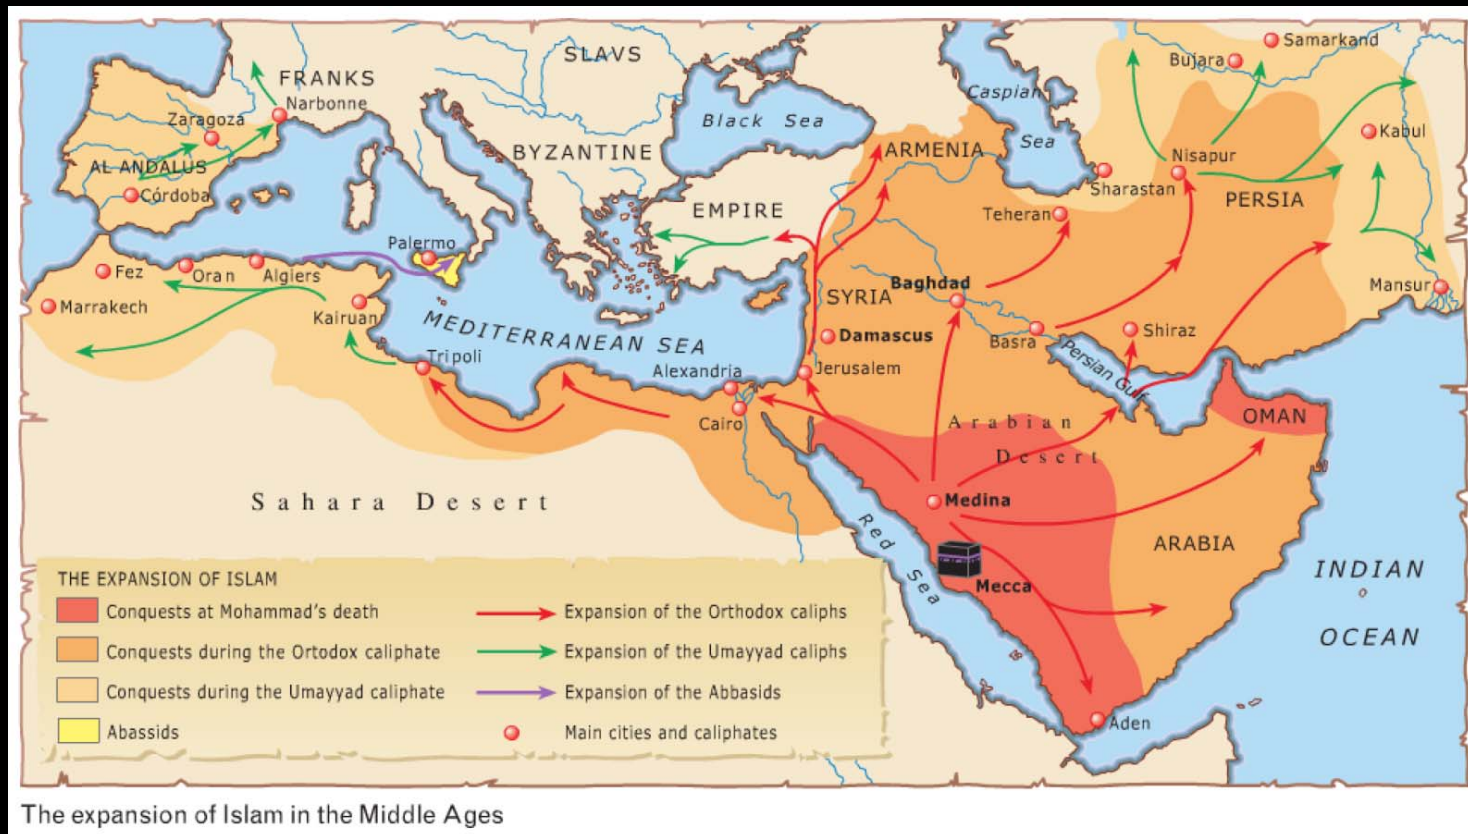 SLAVS
FRANKS
Narbonne
Zaragoza
AL ANDALUS
Córdoba
BYZANTINE
EMPIRE
Black Sea
Caspian
Sea
ARMENIA
Samarkand
Bujara
Kabul
Nisapur
Sharastan
PERSIA
Teheran
Palermo
Fez
Oran
Algiers
Marrakech
Kairuan
MEDITERRANEAN SEA
Tripoli
Alexandria
Cairo
SYRIA
Baghdad
Damascus
Jerusalem
Basra
Shiraz
Mansur
Persian Gulf
Arabian
Desert
OMAN
Sahara Desert
Medina
Mecca
Red Sea
ARABIA
Aden
INDIAN
OCEAN
THE EXPANSION OF ISLAM
Conquests at Mohammad's death
Conquests during the Ortodox caliphate
Conquests during the Umayyad caliphate
Abassids
Expansion of the Orthodox caliphs
Expansion of the Umayyad caliphs
Expansion of the Abbasids
Main cities and caliphates
The expansion of Islam in the Middle Ages